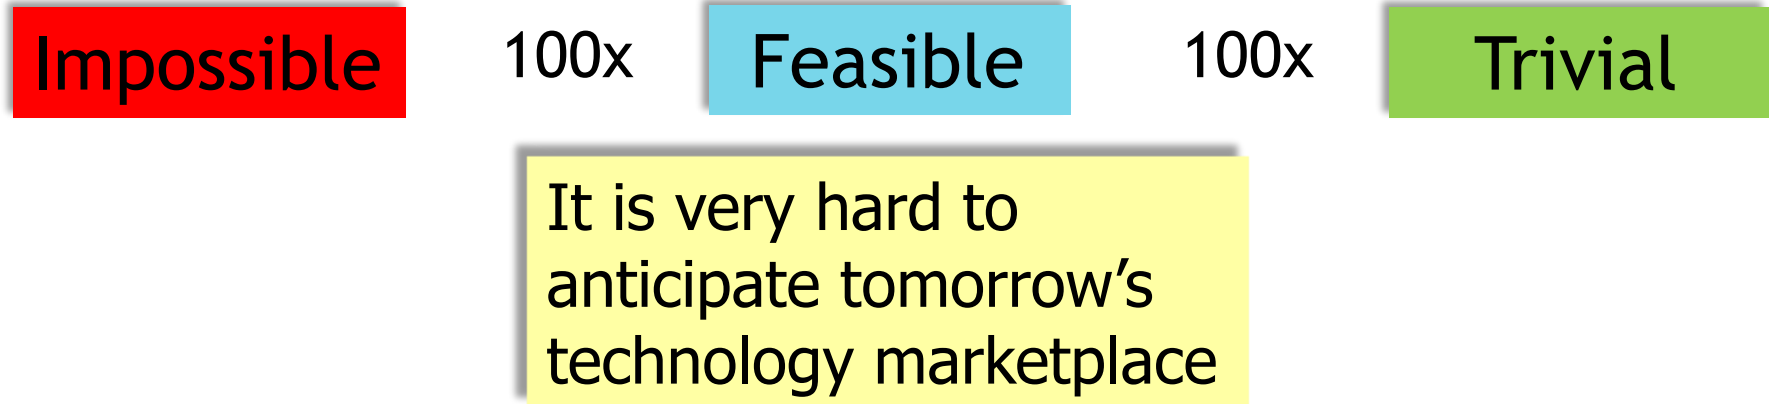 Impossible 100x Feasible 100x Trivial
It is very hard to
anticipate tomorrow’s
technology marketplace